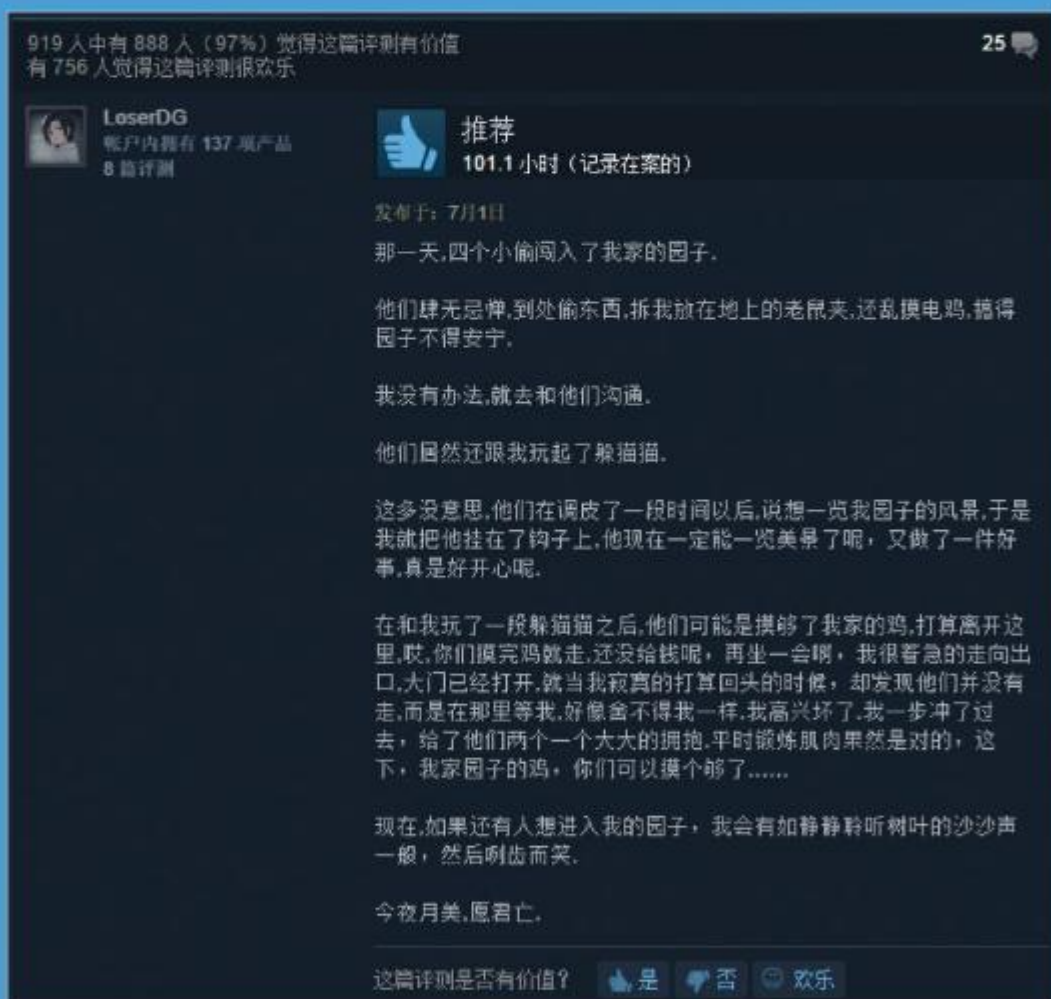 919 人中有 888 人（97%）觉得这篇评测有价值
有 756 人觉得这篇评测很欢乐
25
LoserDG
帐户内拥有 137 项产品
8 篇评测
推荐
101.1 小时（记录在案的）
发布于：7月1日
那一天,四个小偷闯入了我家的园子.
他们肆无忌惮,到处偷东西,拆我放在地上的老鼠夹,还乱摸电鸡,搞得
园子不得安宁.
我没有办法,就去和他们沟通.
他们居然还跟我玩起了躲猫猫.
这多没意思,他们在调皮了一段时间以后,说想一览我园子的风景,于是
我就把他挂在了钩子上,他现在一定能一览美景了呢，又做了一件好
事,真是好开心呢.
在和我玩了一段躲猫猫之后,他们可能是摸够了我家的鸡,打算离开这
里,哎,你们摸完鸡就走,还没给钱呢，再坐一会啊，我很着急的走向出
口,大门已经打开,就当我寂寞的打算回头的时候，却发现他们并没有
走,而是在那里等我,好像舍不得我一样,我高兴坏了,我一步冲了过
去，给了他们两个一个大大的拥抱,平时锻炼肌肉果然是对的，这
下，我家园子的鸡，你们可以摸个够了......
现在,如果还有人想进入我的园子，我会有如静静聆听树叶的沙沙声
一般，然后咧齿而笑.
今夜月美,愿君亡.
这篇评测是否有价值？ 是 否 欢乐